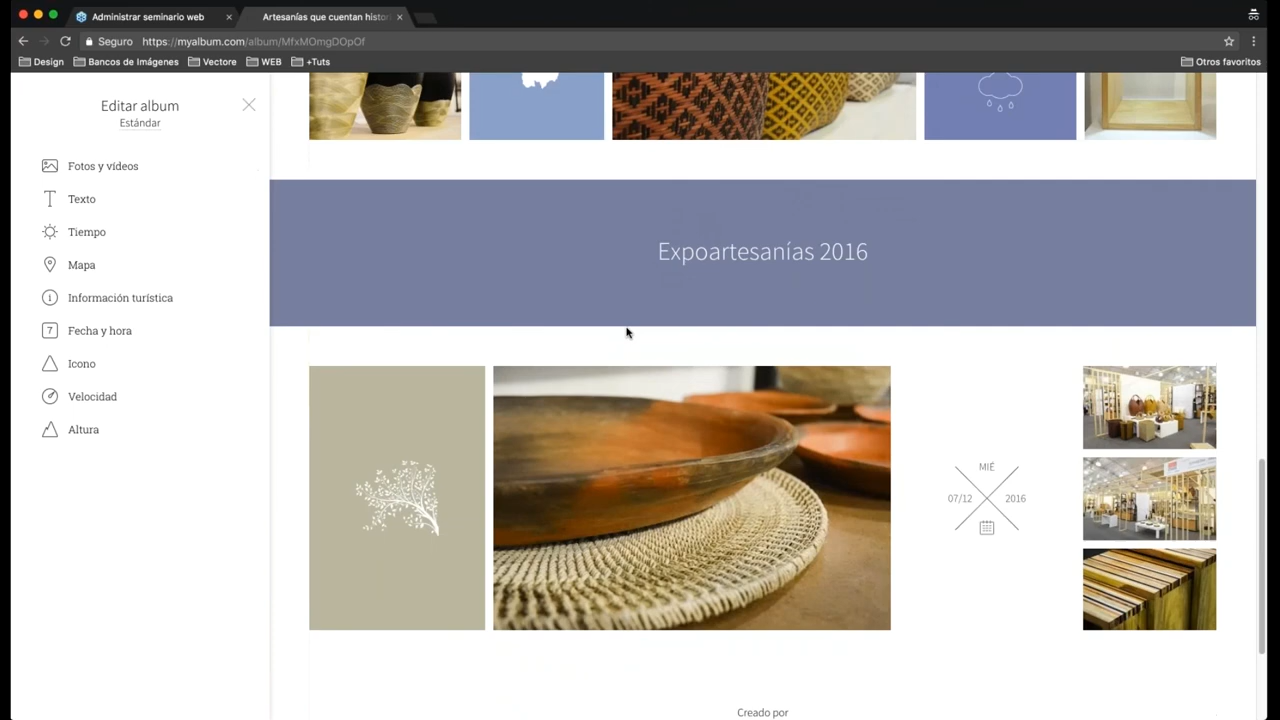 Administrar seminario web
Artesanías que cuentan histori
Seguro
https://myalbum.com/album/MfxMOmgDOpOf
Design
Bancos de Imágenes
Vectore
WEB
+Tuts
Otros favoritos
Editar album
Estándar
Fotos y vídeos
Texto
Tiempo
Mapa
Información turística
7
Fecha y hora
Icono
Velocidad
Altura
Expoartesanías 2016
MIÉ
07/12
2016
Creado por